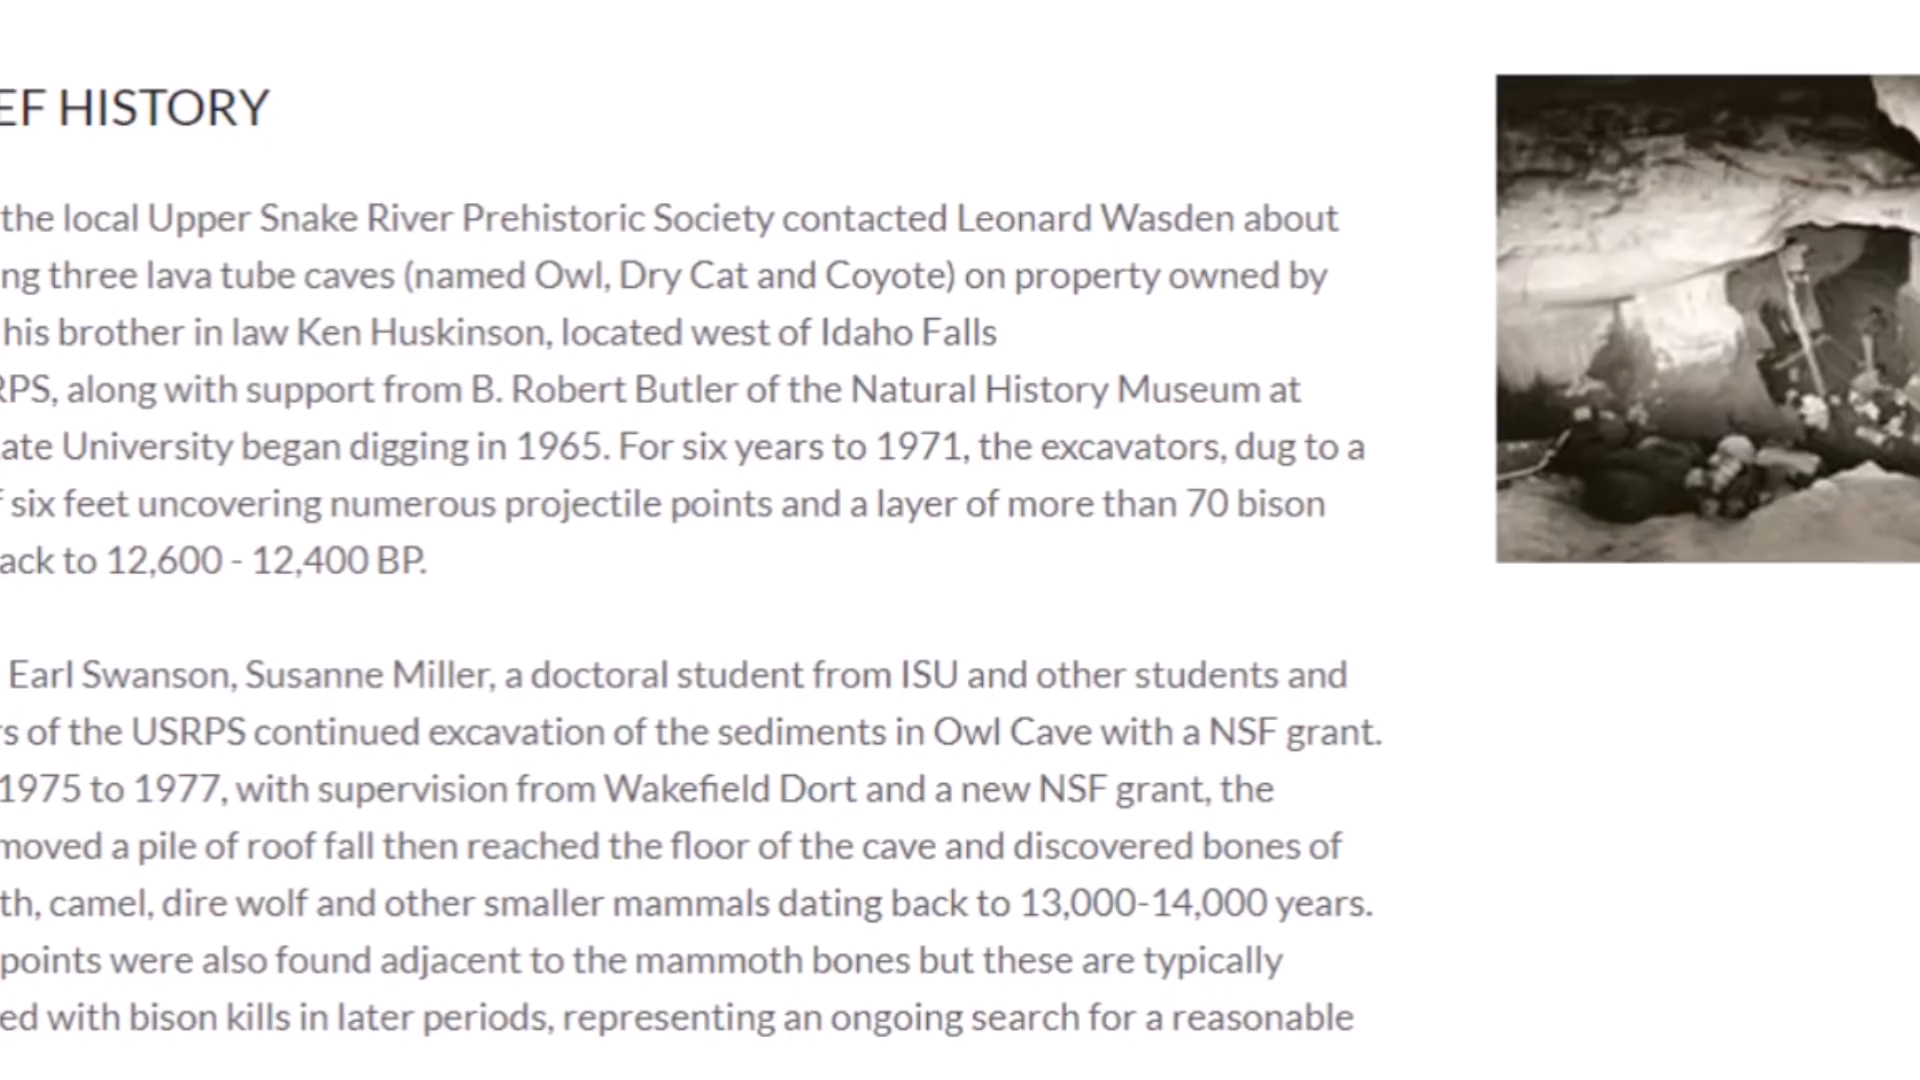 EF HISTORY
the local Upper Snake River Prehistoric Society contacted Leonard Wasden about
ng three lava tube caves (named Owl, Dry Cat and Coyote) on property owned by
his brother in law Ken Huskinson, located west of Idaho Falls
RPS, along with support from B. Robert Butler of the Natural History Museum at
ate University began digging in 1965. For six years to 1971, the excavators, dug to a
six feet uncovering numerous projectile points and a layer of more than 70 bison
ack to 12,600 - 12,400 BP.
Earl Swanson, Susanne Miller, a doctoral student from ISU and other students and
rs of the USRPS continued excavation of the sediments in Owl Cave with a NSF grant.
1975 to 1977, with supervision from Wakefield Dort and a new NSF grant, the
moved a pile of roof fall then reached the floor of the cave and discovered bones of
th, camel, dire wolf and other smaller mammals dating back to 13,000-14,000 years.
points were also found adjacent to the mammoth bones but these are typically
ed with bison kills in later periods, representing an ongoing search for a reasonable